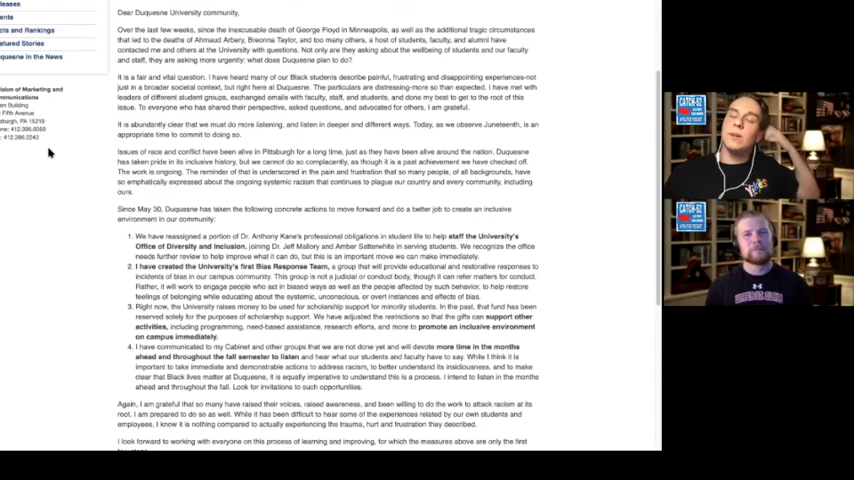 eleases
ents
cts and Rankings
atured Stories
quesne in the News
vision of Marketing and
mmunications
en Building
Fifth Avenue
sburgh, PA 15219
one: 412.396.6050
x: 412.396.2243
Dear Duquesne University community,
Over the last few weeks, since the inexcusable death of George Floyd in Minneapolis, as well as the additional tragic circumstances
that led to the deaths of Ahmaud Arbery, Breonna Taylor, and too many others, a host of students, faculty, and alumni have
contacted me and others at the University with questions. Not only are they asking about the wellbeing of students and our faculty
and staff, they are asking more urgently: what does Duquesne plan to do?
It is a fair and vital question. I have heard many of our Black students describe painful, frustrating and disappointing experiences-not
just in a broader societal context, but right here at Duquesne. The particulars are distressing-more so than expected. I have met with
leaders of different student groups, exchanged emails with faculty, staff, and students, and done my best to get to the root of this
issue. To everyone who has shared their perspective, asked questions, and advocated for others, I am grateful.
It is abundantly clear that we must do more listening, and listen in deeper and different ways. Today, as we observe Juneteenth, is an
appropriate time to commit to doing so.
Issues of race and conflict have been alive in Pittsburgh for a long time, just as they have been alive around the nation. Duquesne
has taken pride in its inclusive history, but we cannot do so complacently, as though it is a past achievement we have checked off.
The work is ongoing. The reminder of that is underscored in the pain and frustration that so many people, of all backgrounds, have
so emphatically expressed about the ongoing systemic racism that continues to plague our country and every community, including
ours.
Since May 30, Duquesne has taken the following concrete actions to move forward and do a better job to create an inclusive
environment in our community:
1. We have reassigned a portion of Dr. Anthony Kane's professional obligations in student life to help staff the University's
Office of Diversity and Inclusion, joining Dr. Jeff Mallory and Amber Satterwhite in serving students. We recognize the office
needs further review to help improve what it can do, but this is an important move we can make immediately.
2. I have created the University's first Bias Response Team, a group that will provide educational and restorative responses to
incidents of bias in our campus community. This group is not a judicial or conduct body, though it can refer matters for conduct.
Rather, it will work to engage people who act in biased ways as well as the people affected by such behavior, to help restore
feelings of belonging while educating about the systemic, unconscious, or overt instances and effects of bias.
3. Right now, the University raises money to be used for scholarship support for minority students. In the past, that fund has been
reserved solely for the purposes of scholarship support. We have adjusted the restrictions so that the gifts can support other
activities, including programming, need-based assistance, research efforts, and more to promote an inclusive environment
on campus immediately.
4. I have communicated to my Cabinet and other groups that we are not done yet and will devote more time in the months
ahead and throughout the fall semester to listen and hear what our students and faculty have to say. While I think it is
important to take immediate and demonstrable actions to address racism, to better understand its insidiousness, and to make
clear that Black lives matter at Duquesne, it is equally imperative to understand this is a process. I intend to listen in the months
ahead and throughout the fall. Look for invitations to such opportunities.
Again, I am grateful that so many have raised their voices, raised awareness, and been willing to do the work to attack racism at its
root. I am prepared to do so as well. While it has been difficult to hear some of the experiences related by our own students and
employees, I know it is nothing compared to actually experiencing the trauma, hurt and frustration they described.
I look forward to working with everyone on this process of learning and improving, for which the measures above are only the first
CATCH-52
CATCH-52